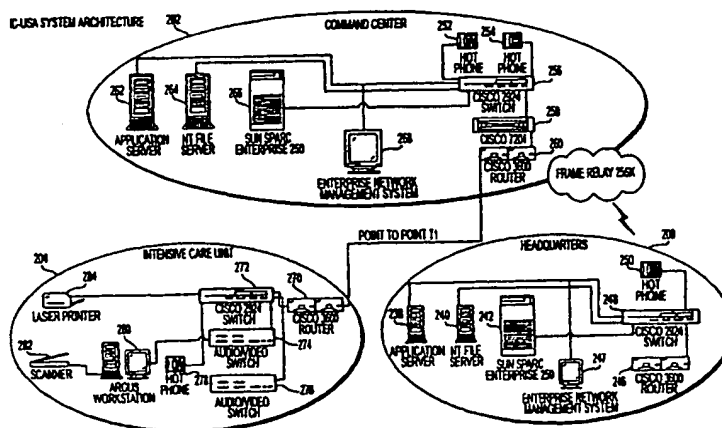 IC-USA SYSTEM ARCHITECTURE
202
COMMAND CENTER
252
HOT PHONE
254
HOT PHONE
262
APPLICATION SERVER
264
NT FILE SERVER
266
SUN SPARC ENTERPRISE 250
268
ENTERPRISE NETWORK MANAGEMENT SYSTEM
256
CISCO 2924 SWITCH
258
CISCO 7204
260
CISCO 3600 ROUTER
FRAME RELAY 256K
POINT TO POINT T1
204
INTENSIVE CARE UNIT
284
LASER PRINTER
282
SCANNER
280
ARGUS WORKSTATION
278
HOT PHONE
272
CISCO 2924 SWITCH
274
AUDIO/VIDEO SWITCH
276
AUDIO/VIDEO SWITCH
270
CISCO 3600 ROUTER
200
HEADQUARTERS
250
HOT PHONE
238
APPLICATION SERVER
240
NT FILE SERVER
242
SUN SPARC ENTERPRISE 250
247
ENTERPRISE NETWORK MANAGEMENT SYSTEM
248
CISCO 2924 SWITCH
246
CISCO 3600 ROUTER